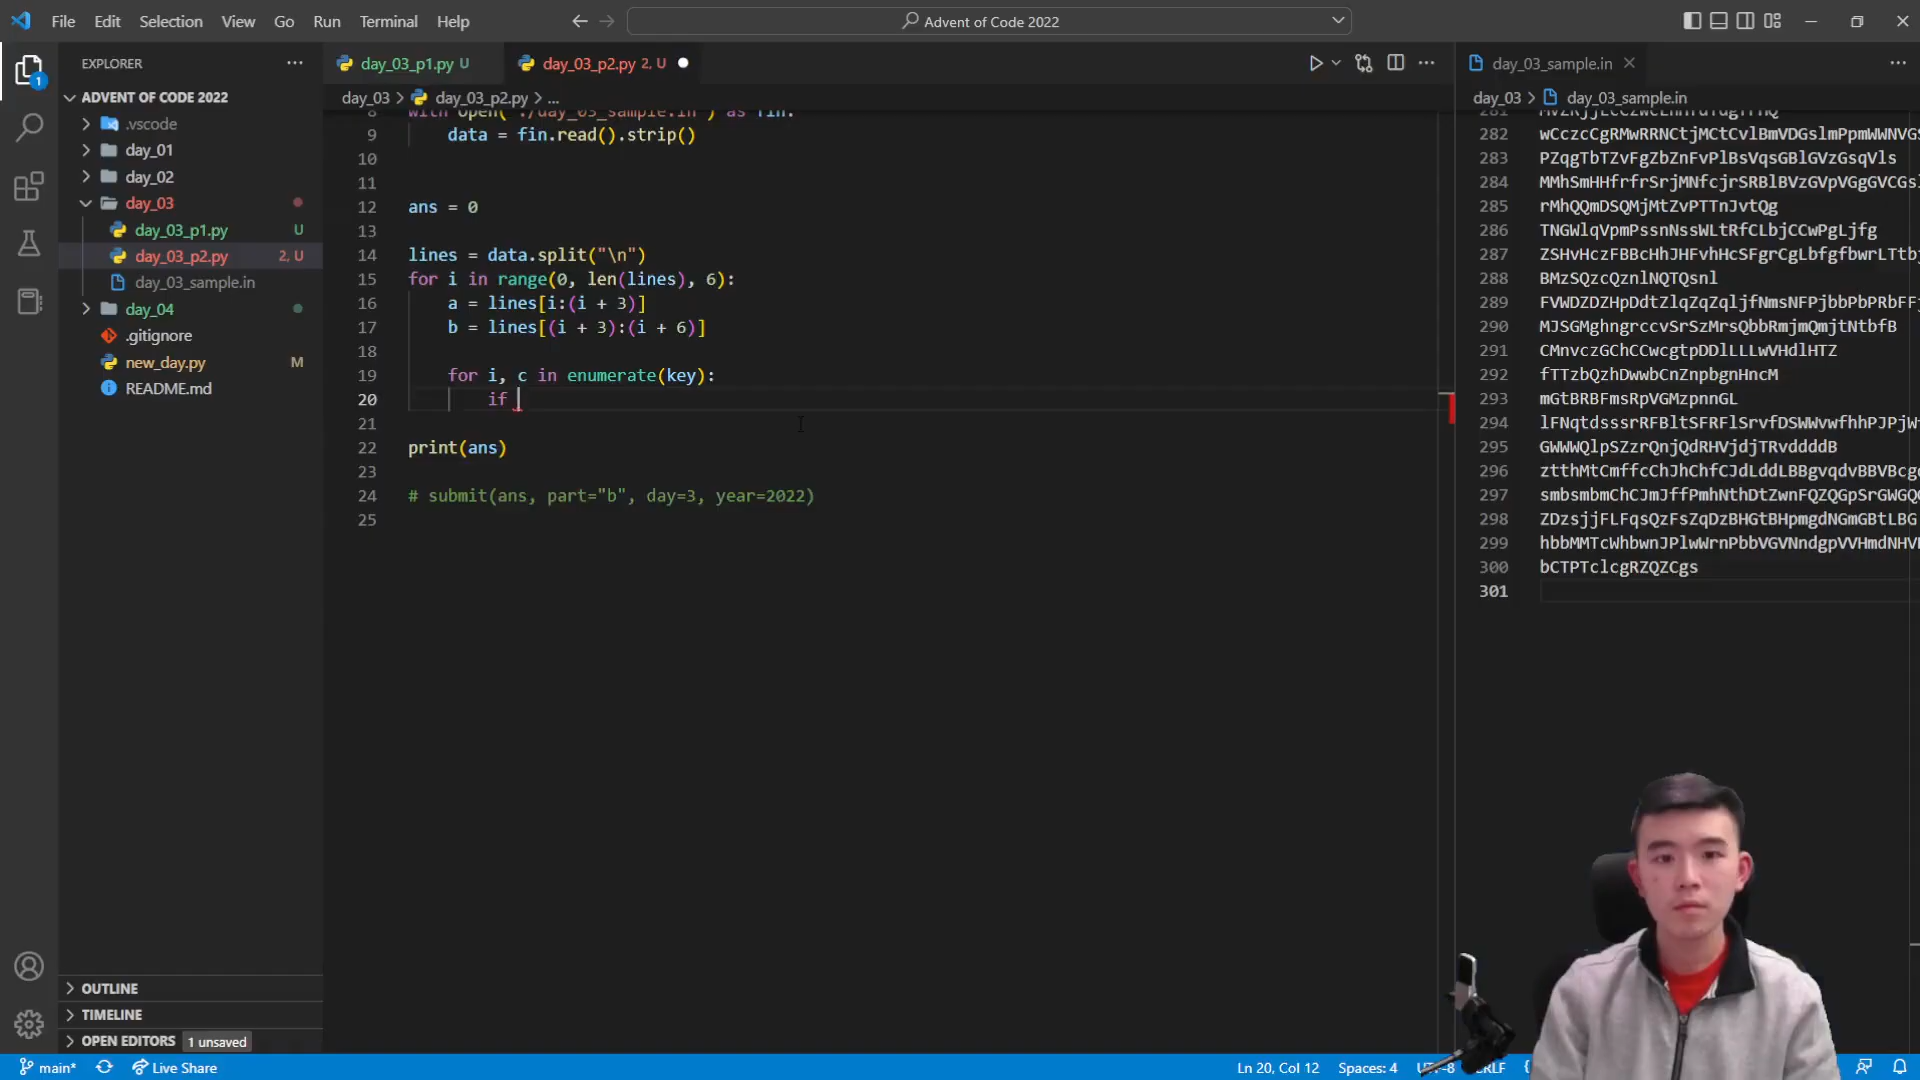 File Edit Selection View Go Run Terminal Help
Advent of Code 2022
EXPLORER
ADVENT OF CODE 2022
.vscode
day_01
day_02
day_03
day_03_p1.py U
day_03_p2.py 2, U
day_03_sample.in
day_04
.gitignore
new_day.py M
README.md
OUTLINE
TIMELINE
OPEN EDITORS 1 unsaved
day_03_p1.py U
day_03_p2.py 2, U
day_03 > day_03_p2.py > ...
8 with open("./day_03_sample.in") as fin:
9 data = fin.read().strip()
10
11
12 ans = 0
13
14 lines = data.split("\n")
15 for i in range(0, len(lines), 6):
16 a = lines[i:(i + 3)]
17 b = lines[(i + 3):(i + 6)]
18
19 for i, c in enumerate(key):
20 if
21
22 print(ans)
23
24 # submit(ans, part="b", day=3, year=2022)
25
day_03_sample.in
day_03 > day_03_sample.in
281
282 wCczcCgRMwRRNCtjMCtCvlBmVDGslmPpmWWNVGS
283 PZqgTbTZvFgZbZnFvPlBsVqsGBlGVzGsqVls
284 MMhSmHHfrfrSrjMNfcjrSRBlBVzGVpVGgGVCGs
285 rMhQQmDSQMjMtZvPTTnJvtQg
286 TNGWlqVpmPssnNssWLtRfCLbjCCwPgLjfg
287 ZSHvHczFBBcHhJHFvhHcSFgrCgLbfgfbwrLTtb
288 BMzSQzcQznlNQTQsnl
289 FVWDZDZHpDdtZlqZqZqljfNmsNFPjbbPbPRbFF
290 MJSGMghngrccvSrSzMrsQbbRmjmQmjtNtbfB
291 CMnvczGChCCwcgtpDDlLLLwVHdlHTZ
292 fTTzbQzhDwwbCnZnpbgnHncM
293 mGtBRBFmsRpVGMzpnnGL
294 lFNqtdsssrRFBltSFRFlSrvfDSWWvwfhhPJPjW
295 GWWWQlpSZzrQnjQdRHVjdjTRvddddB
296 ztthMtCmffcChJhChfCJdLddLBBgvqdvBBVBcg
297 smbsmbmChCJmJffPmhNthDtZwnFQZQGpSrGWGQ
298 ZDzsjjFLFqsQzFsZqDzBHGtBHpmgdNGmGBtLBG
299 hbbMMTcWhbwnJPlwWrnPbbVGVNndgpVVHmdNHV
300 bCTPTclcgRZQZCgs
301
main* Live Share Ln 20, Col 12 Spaces: 4 UTF-8 CRLF {